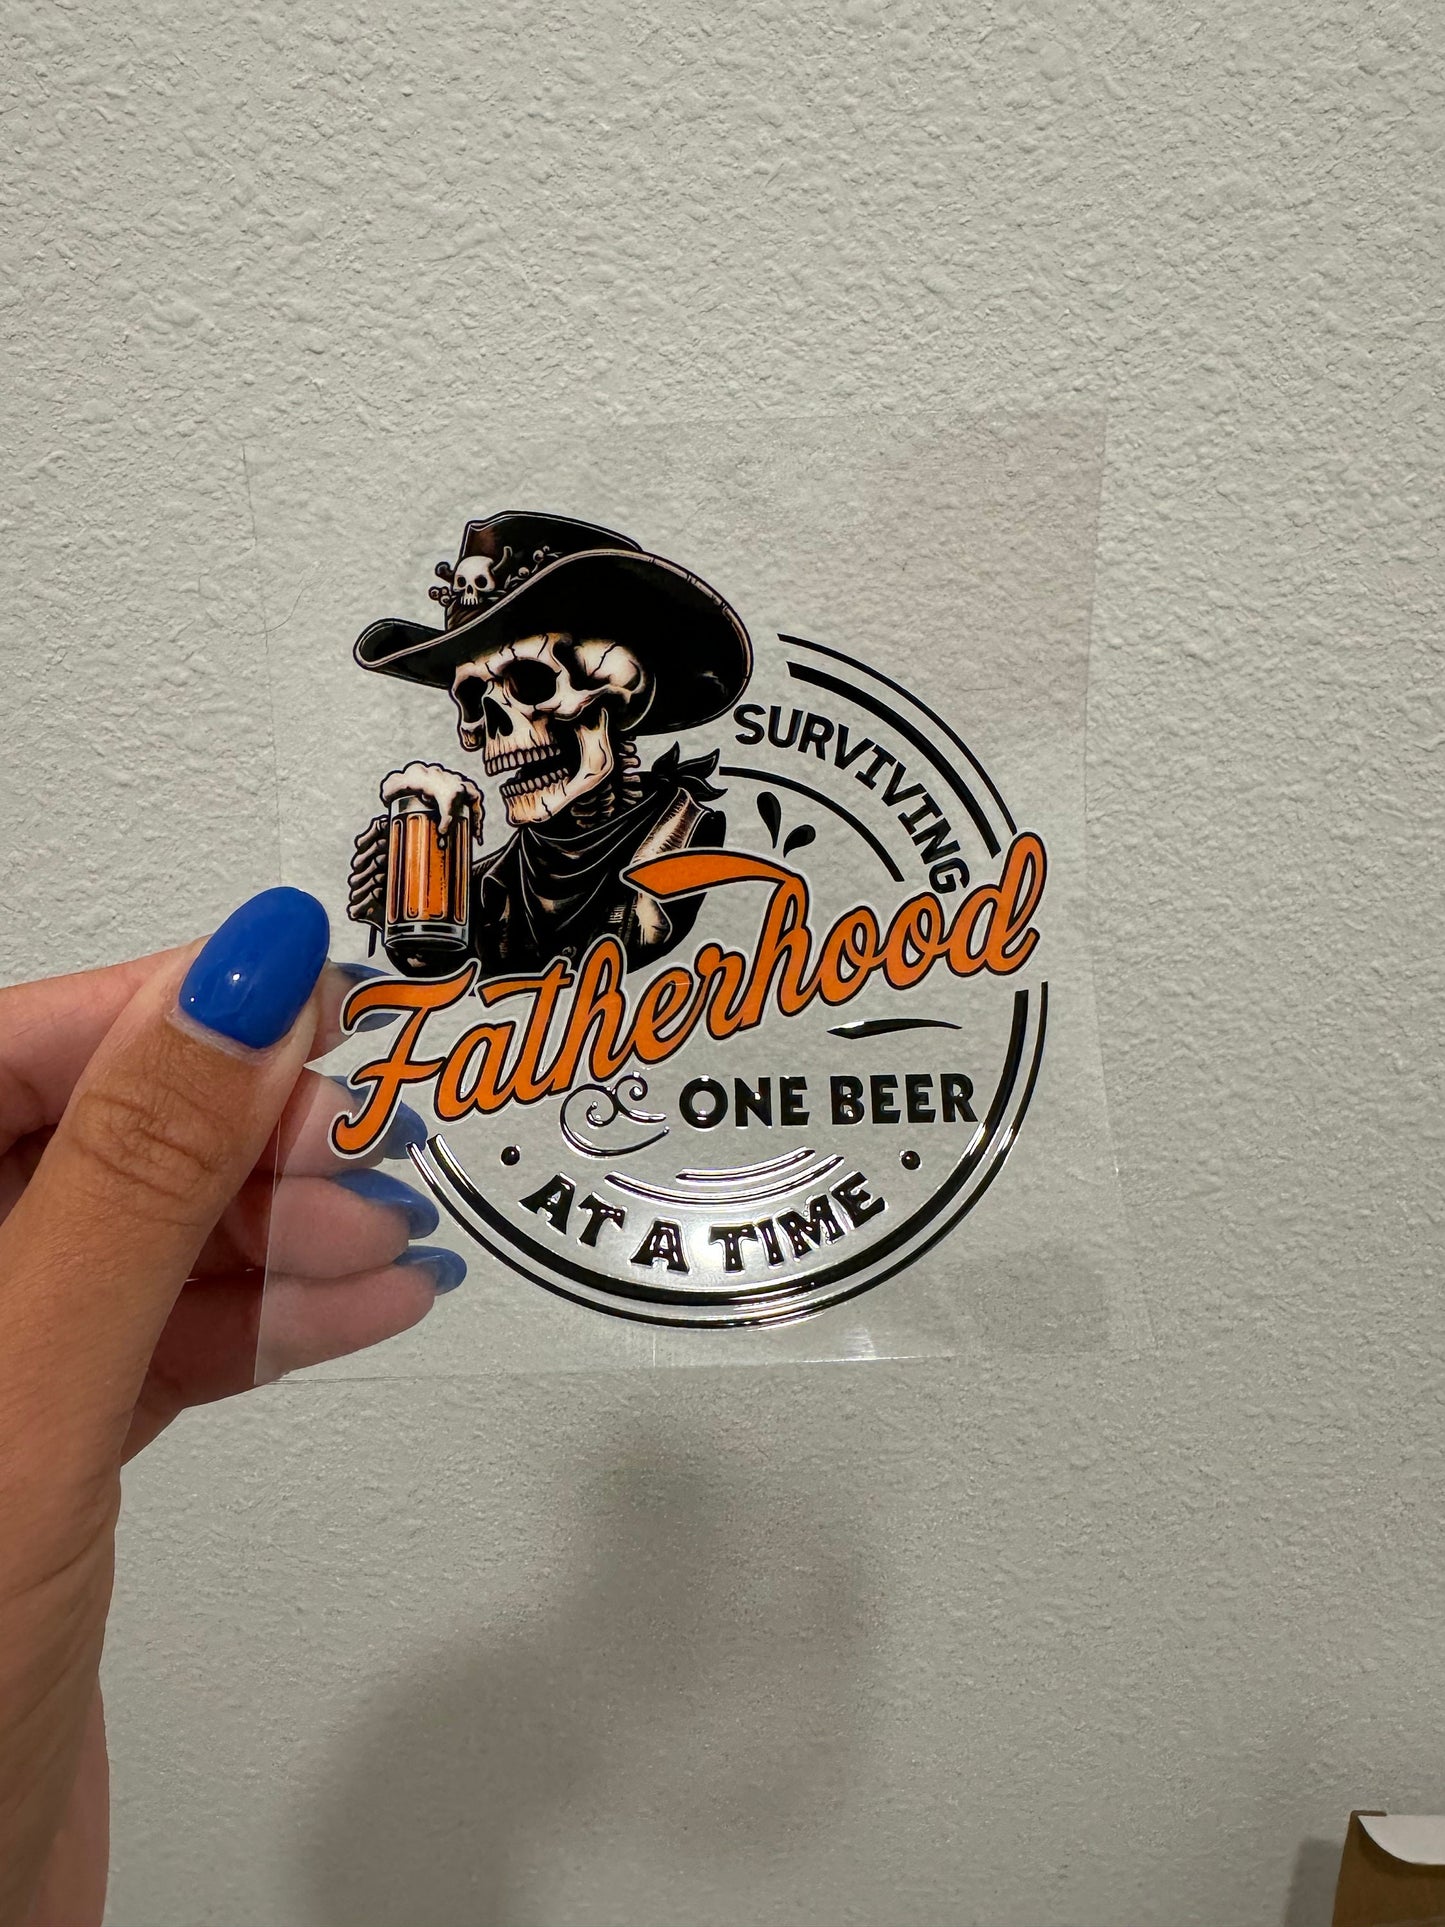 SURVIVING
Fatherhood
ONE BEER
• AT A TIME •